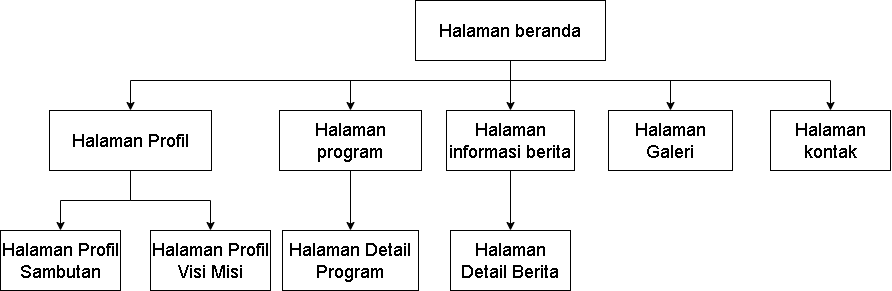 Halaman beranda
Halaman Profil
Halaman
program
Halaman
informasi berita
Halaman
Galeri
Halaman
kontak
Halaman Profil
Sambutan
Halaman Profil
Visi Misi
Halaman Detail
Program
Halaman
Detail Berita